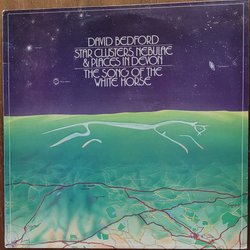 DAVID BEDFORD
STAR CLUSTERS, NEBULAE
& PLACES IN DEVON
THE SONG OF THE
WHITE HORSE